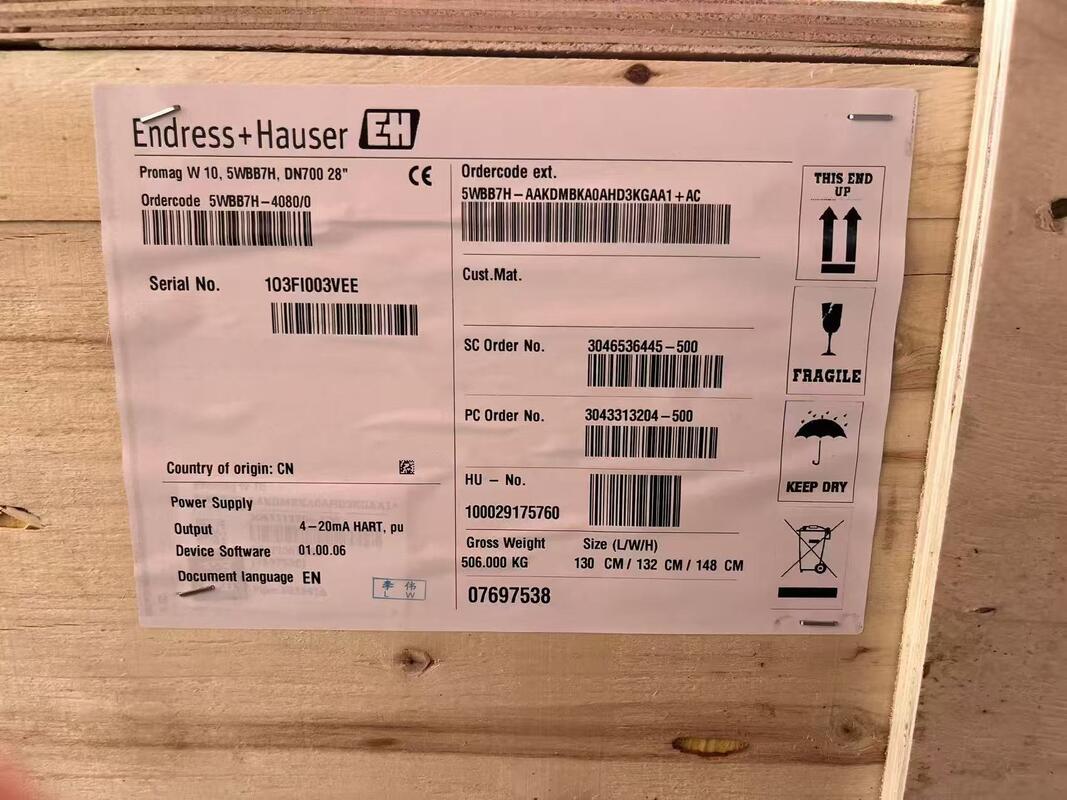 Endress+Hauser EH
Promag W 10, 5WBB7H, DN700 28"
CE
Ordercode 5WBB7H-4080/0
Serial No. 103FI003VEE
Country of origin: CN
Power Supply
Output 4-20mA HART, pu
Device Software 01.00.06
Document language EN
李 伟
L W
Ordercode ext.
5WBB7H-AAKDMBKA0AHD3KGAA1+AC
Cust.Mat.
SC Order No. 3046536445-500
PC Order No. 3043313204-500
HU - No.
100029175760
Gross Weight Size (L/W/H)
506.000 KG 130 CM / 132 CM / 148 CM
07697538
THIS END
UP
FRAGILE
KEEP DRY